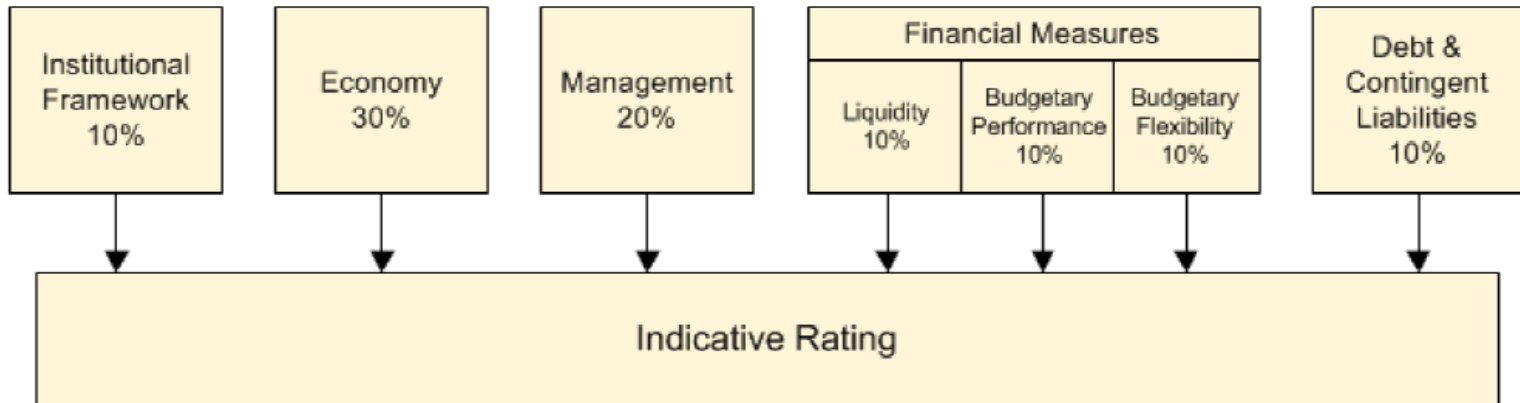 Institutional
Framework
10%
Economy
30%
Management
20%
Financial Measures
Liquidity
10%
Budgetary
Performance
10%
Budgetary
Flexibility
10%
Debt &
Contingent
Liabilities
10%
Indicative Rating